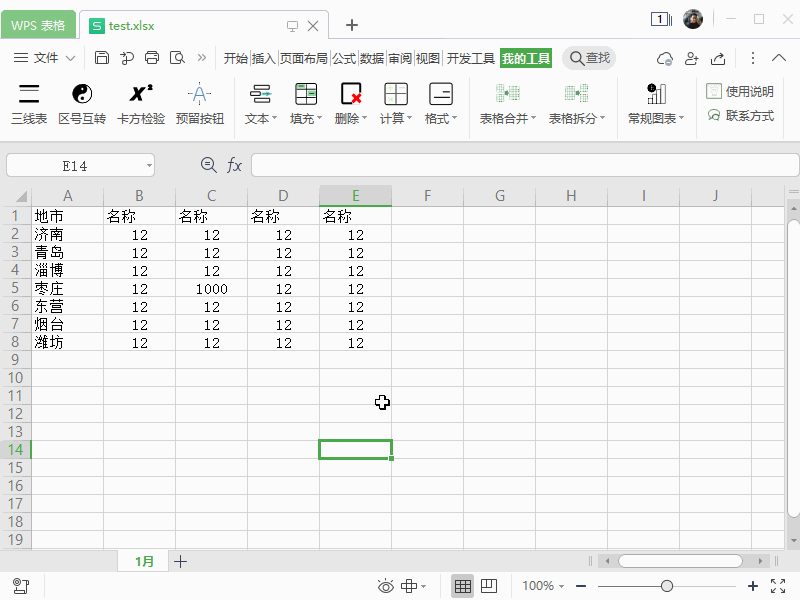 WPS 表格 test.xlsx 1
文件 开始 插入 页面布局 公式 数据 审阅 视图 开发工具 我的工具 查找
三线表 区号互转 卡方检验 预留按钮 文本 填充 删除 计算 格式 表格合并 表格拆分 常规图表 使用说明 联系方式
E14 fx
A B C D E F G H I J
1 地市 名称 名称 名称 名称
2 济南 12 12 12 12
3 青岛 12 12 12 12
4 淄博 12 12 12 12
5 枣庄 12 1000 12 12
6 东营 12 12 12 12
7 烟台 12 12 12 12
8 潍坊 12 12 12 12
9
10
11
12
13
14
15
16
17
18
19
1月
100%